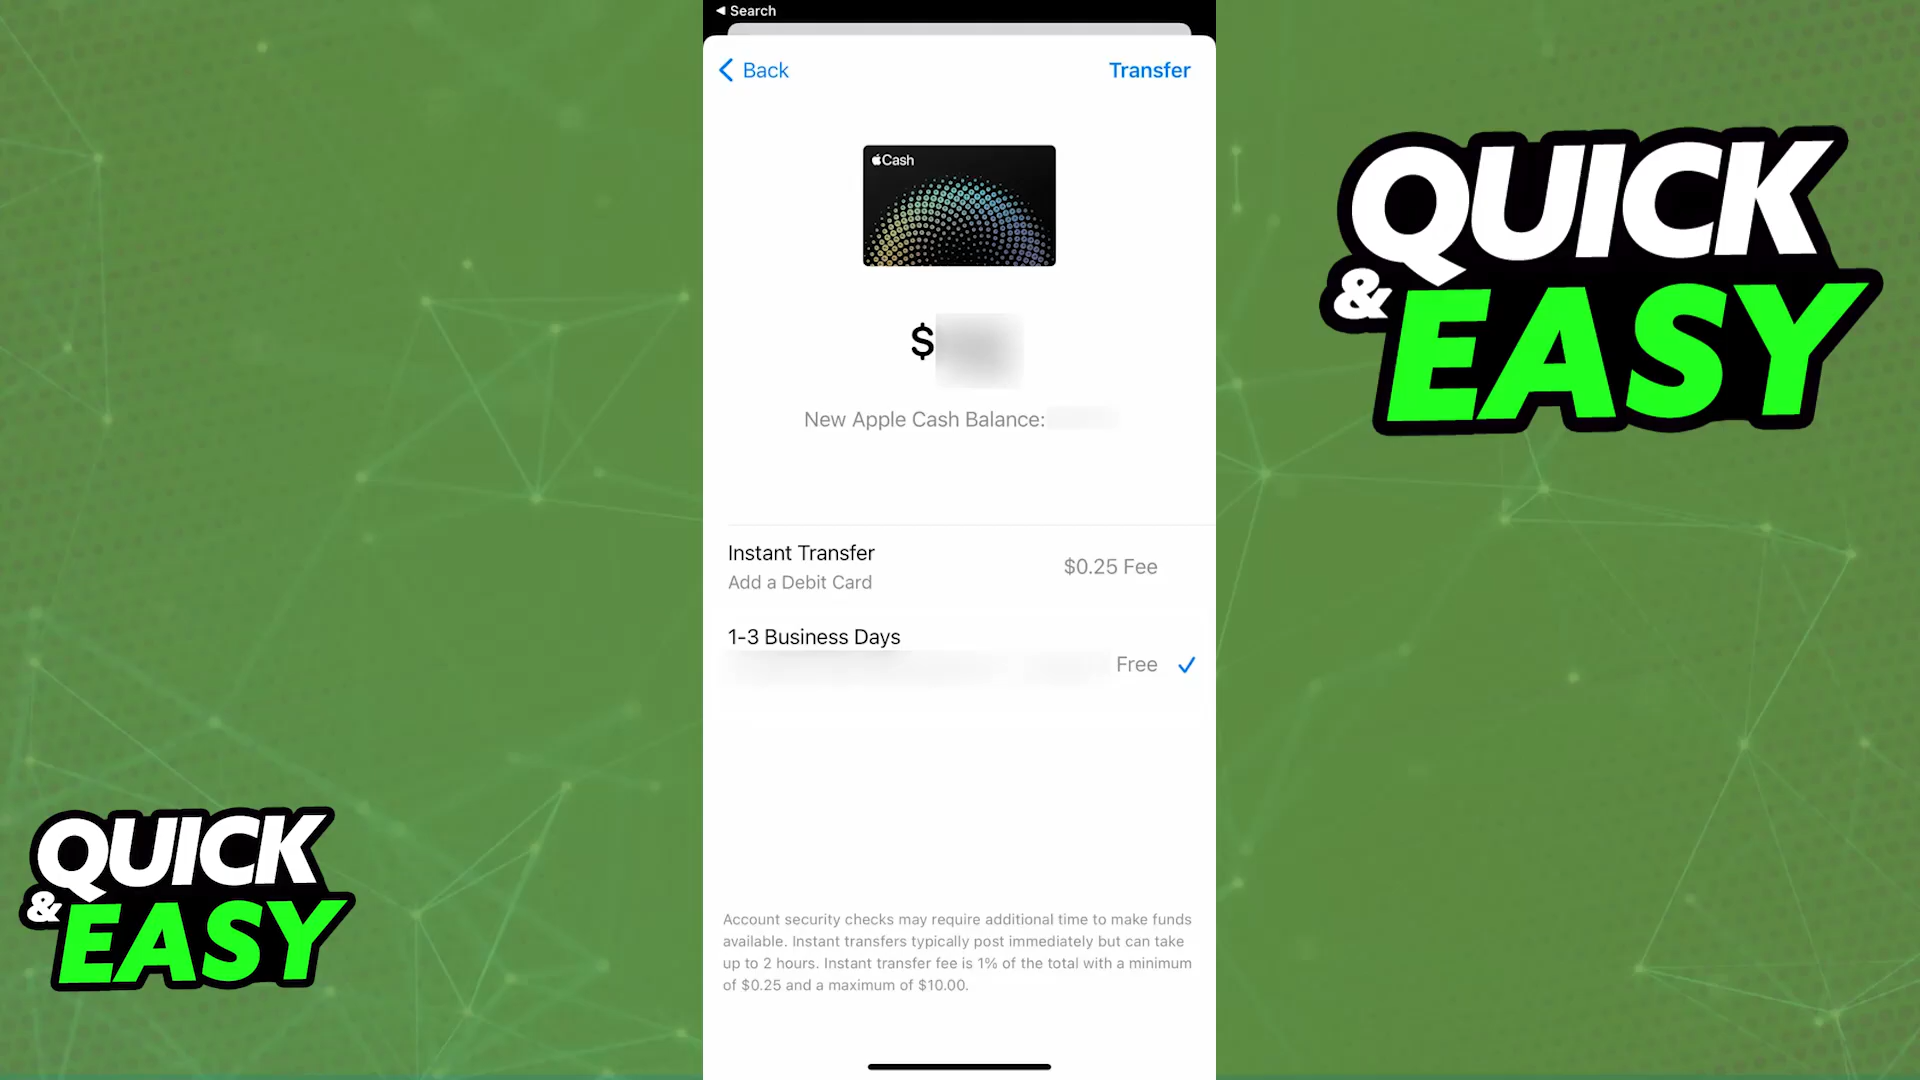 ◀ Search
Back
Transfer
Cash
$
New Apple Cash Balance:
Instant Transfer
Add a Debit Card
$0.25 Fee
1-3 Business Days
Free
Account security checks may require additional time to make funds
available. Instant transfers typically post immediately but can take
up to 2 hours. Instant transfer fee is 1% of the total with a minimum
of $0.25 and a maximum of $10.00.
QUICK
& EASY
QUICK
& EASY